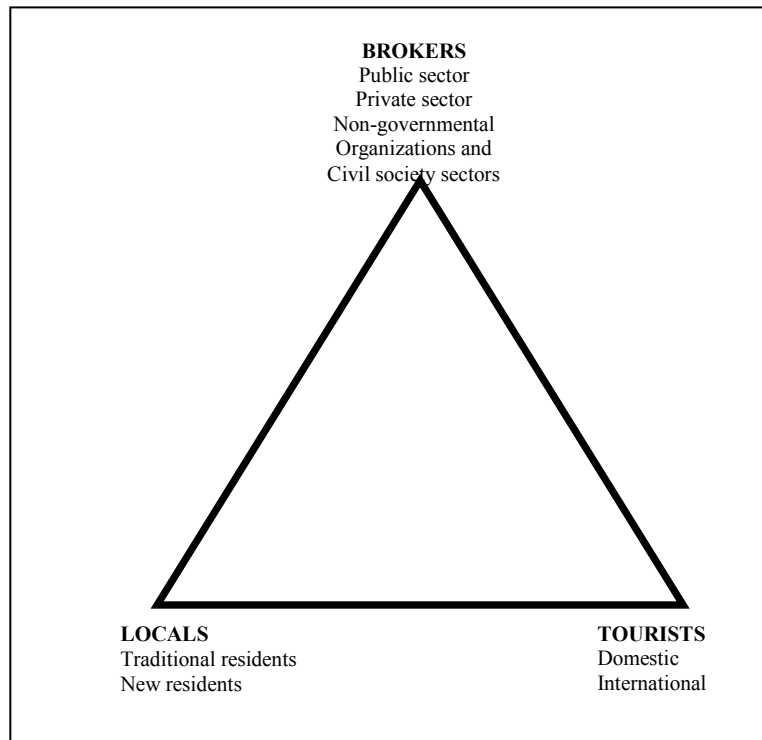 BROKERS
Public sector
Private sector
Non-governmental
Organizations and
Civil society sectors
LOCALS
Traditional residents
New residents
TOURISTS
Domestic
International